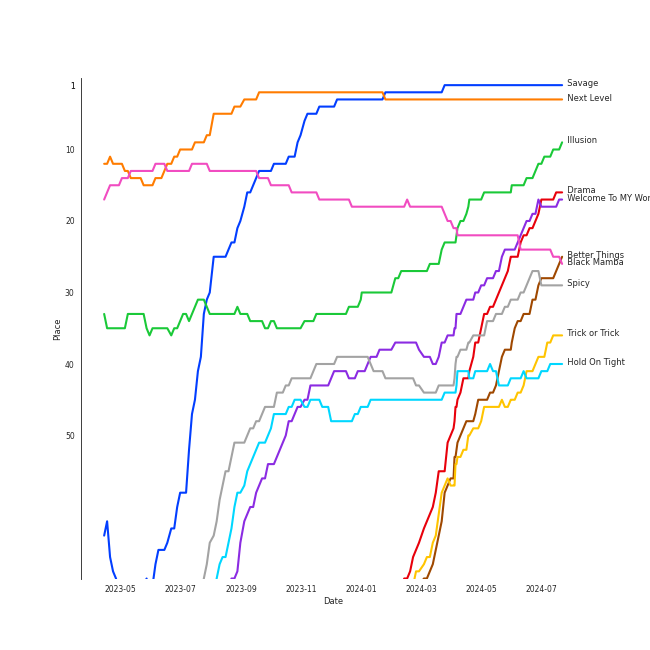 1
10
20
30
40
50
Place
2023-05
2023-07
2023-09
2023-11
2024-01
2024-03
2024-05
2024-07
Date
Savage
Next Level
Illusion
Drama
Welcome To MY Wor
Better Things
Black Mamba
Spicy
Trick or Trick
Hold On Tight